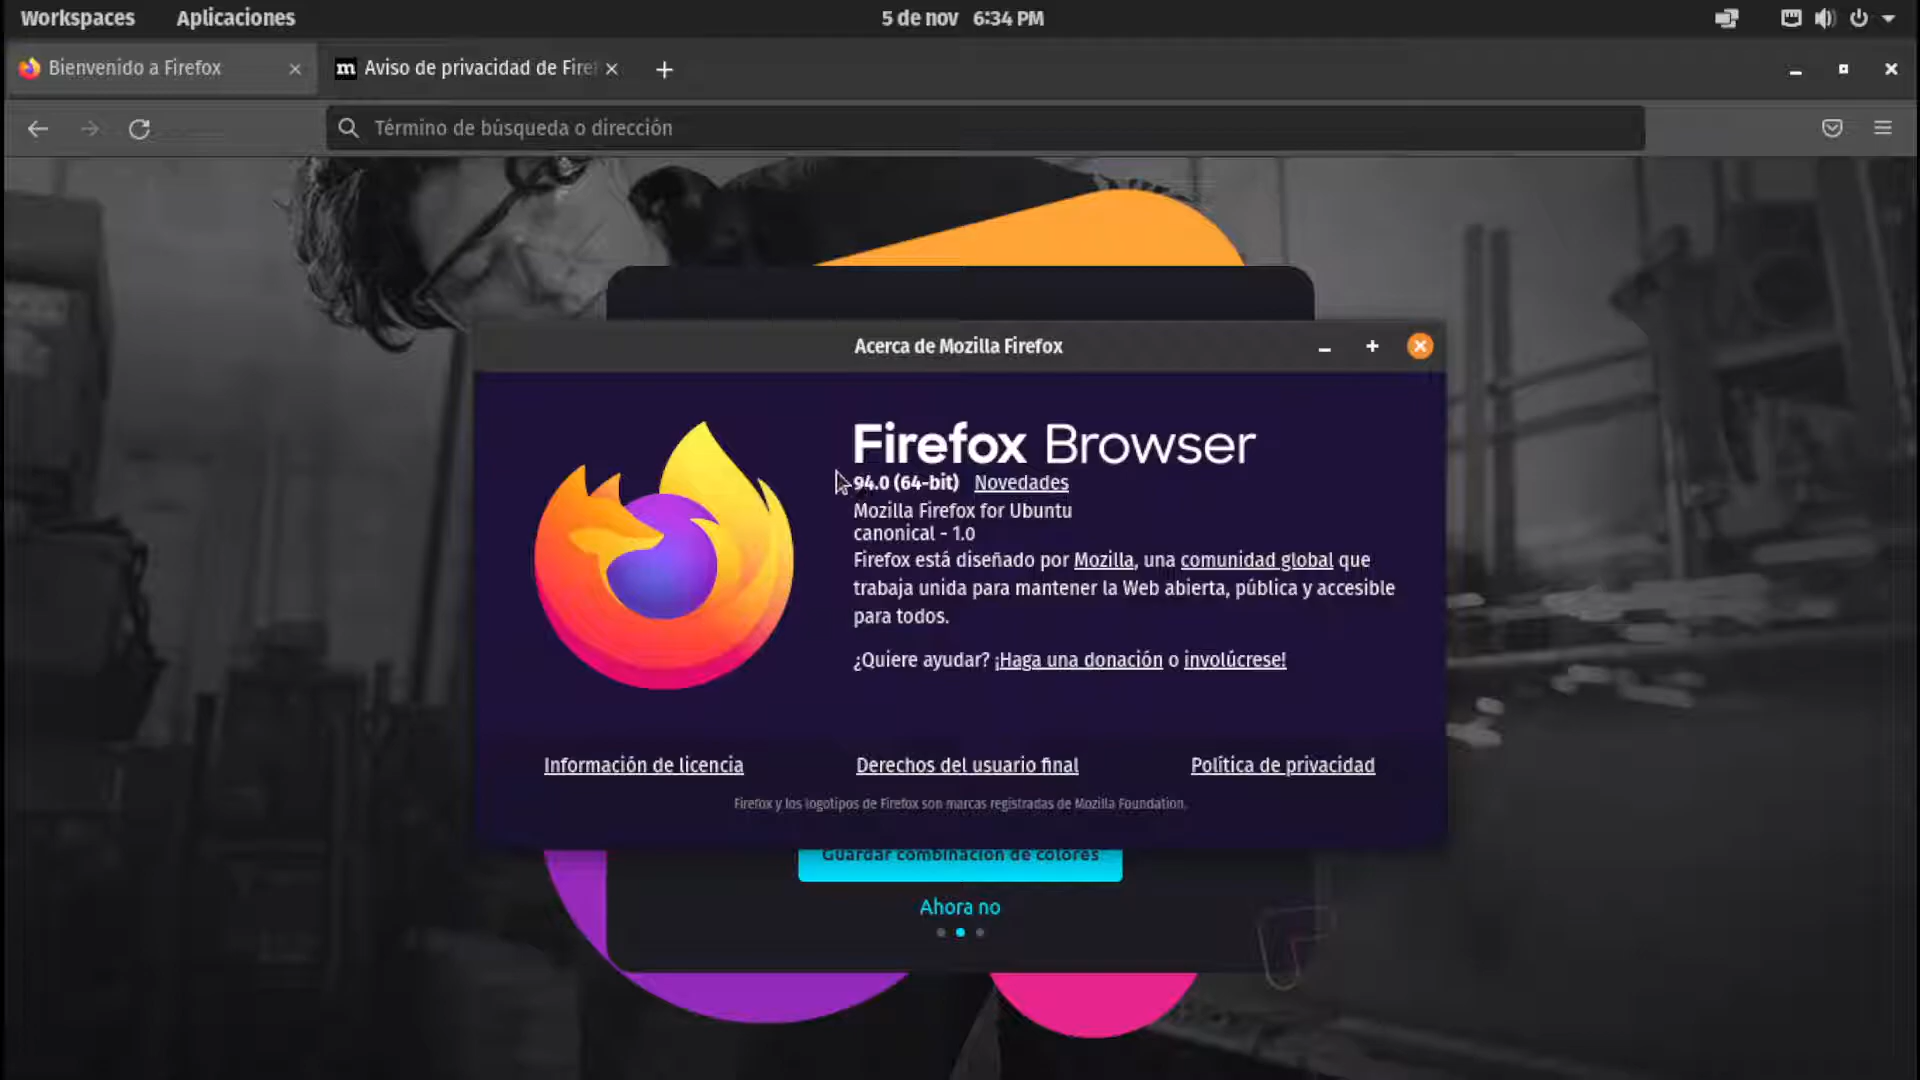 Workspaces Aplicaciones 5 de nov 6:34 PM
Bienvenido a Firefox Aviso de privacidad de Firef
Término de búsqueda o dirección
Acerca de Mozilla Firefox
Firefox Browser
94.0 (64-bit) Novedades
Mozilla Firefox for Ubuntu
canonical - 1.0
Firefox está diseñado por Mozilla, una comunidad global que
trabaja unida para mantener la Web abierta, pública y accesible
para todos.
¿Quiere ayudar? ¡Haga una donación o involúcrese!
Información de licencia Derechos del usuario final Política de privacidad
Firefox y los logotipos de Firefox son marcas registradas de Mozilla Foundation.
Guardar combinación de colores
Ahora no